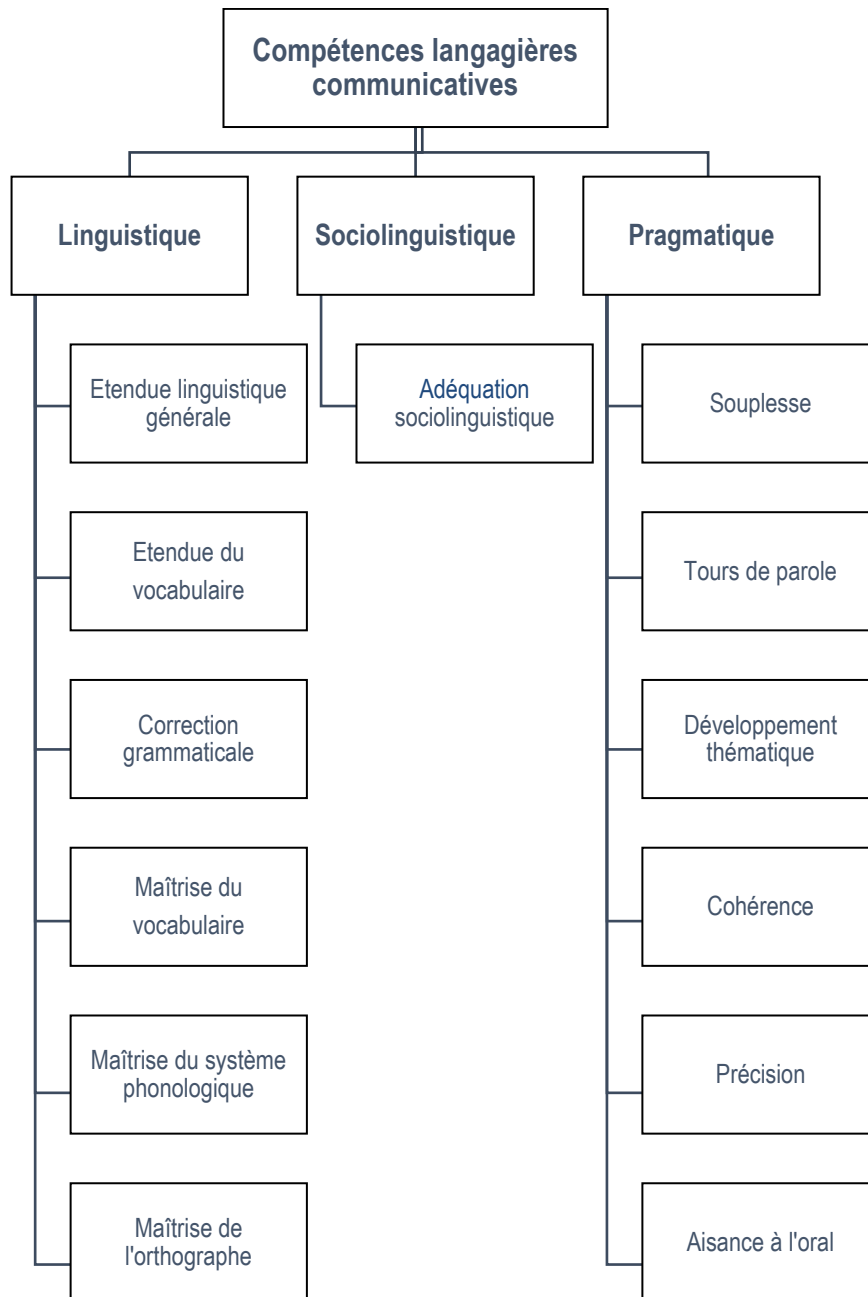 Compétences langagières
communicatives
Linguistique
Sociolinguistique
Pragmatique
Etendue linguistique
générale
Adéquation
sociolinguistique
Souplesse
Etendue du
vocabulaire
Tours de parole
Correction
grammaticale
Développement
thématique
Maîtrise du
vocabulaire
Cohérence
Maîtrise du système
phonologique
Précision
Maîtrise de
l'orthographe
Aisance à l'oral